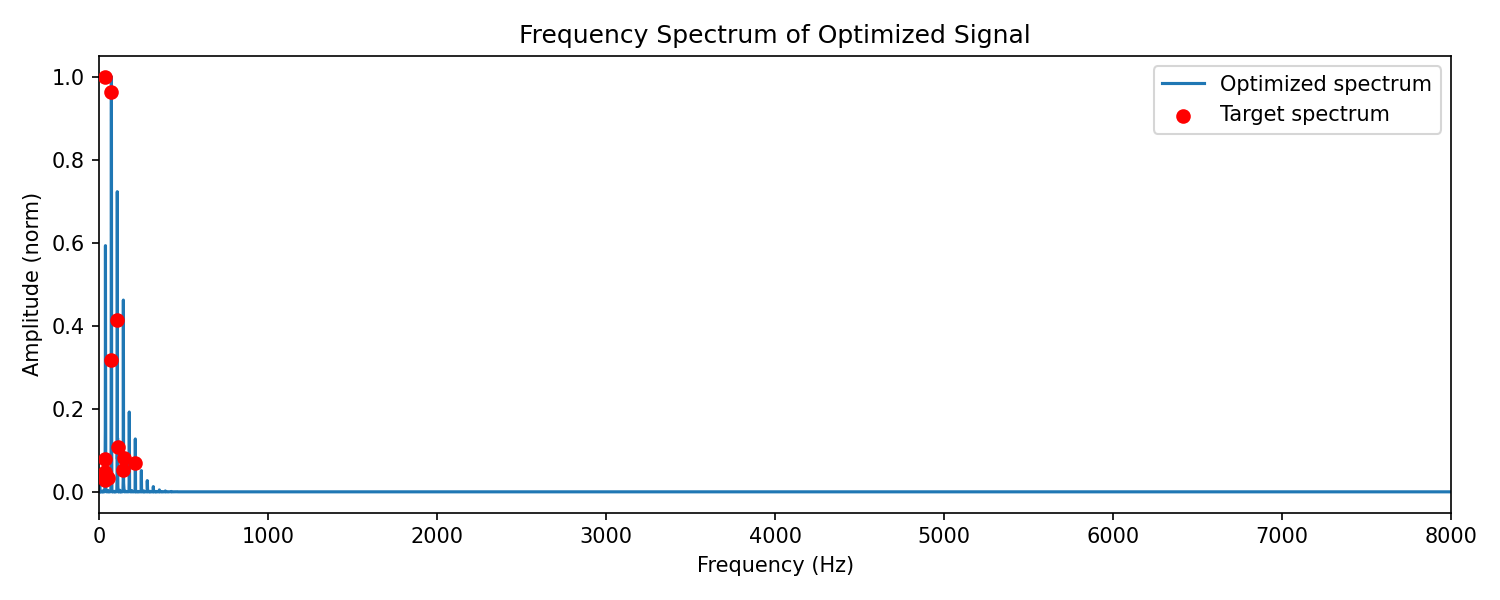 Frequency Spectrum of Optimized Signal
Optimized spectrum
Target spectrum
Amplitude (norm)
1.0
0.8
0.6
0.4
0.2
0.0
0 1000 2000 3000 4000 5000 6000 7000 8000
Frequency (Hz)